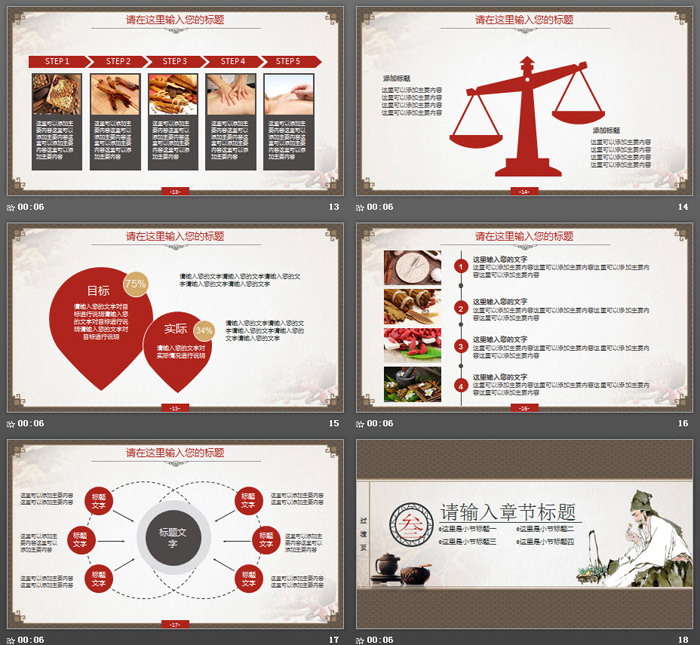 请在这里输入您的标题
STEP 1
STEP 2
STEP 3
STEP 4
STEP 5
这里可以添加主
要内容这里可以
添加主要内容这
里可以添加主要
内容这里可以添
加主要内容
这里可以添加主
要内容这里可以
添加主要内容这
里可以添加主要
内容这里可以添
加主要内容
这里可以添加主
要内容这里可以
添加主要内容这
里可以添加主要
内容这里可以添
加主要内容
这里可以添加主
要内容这里可以
添加主要内容这
里可以添加主要
内容这里可以添
加主要内容
这里可以添加主
要内容这里可以
添加主要内容这
里可以添加主要
内容这里可以添
加主要内容
-13-
00:06
13
请在这里输入您的标题
添加标题
这里可以添加主要内容
这里可以添加主要内容
这里可以添加主要内容
这里可以添加主要内容
添加标题
这里可以添加主要内容
这里可以添加主要内容
这里可以添加主要内容
这里可以添加主要内容
-14-
00:06
14
请在这里输入您的标题
目标
75%
请输入您的文字对目
标进行说明请输入您
的文字对目标进行说
明请输入您的文字对
目标进行说明
实际
34%
请输入您的文字对
实际情况进行说明
请输入您的文字请输入您的文字请输入您的文
字请输入您的文字请输入您的文字
请输入您的文字请输入您的文
字请输入您的文字请输入您的
文字请输入您的文字
-15-
00:06
15
请在这里输入您的标题
1
这里输入您的文字
这里可以添加主要内容这里可以添加主要内容这里可以添加主要内
容这里可以添加主要内容
2
这里输入您的文字
这里可以添加主要内容这里可以添加主要内容这里可以添加主要内
容这里可以添加主要内容
3
这里输入您的文字
这里可以添加主要内容这里可以添加主要内容这里可以添加主要内
容这里可以添加主要内容
4
这里输入您的文字
这里可以添加主要内容这里可以添加主要内容这里可以添加主要内
容这里可以添加主要内容
-16-
00:06
16
请在这里输入您的标题
这里可以添加主要内容
这里可以添加主要内容
标题
文字
标题
文字
这里可以添加主要内容
这里可以添加主要内容
这里可以添加主
要内容这里可以
添加主要内容
标题
文字
标题文
字
标题
文字
这里可以添加主
要内容这里可以
添加主要内容
这里可以添加主要内容
这里可以添加主要内容
标题
文字
标题
文字
这里可以添加主要内容
这里可以添加主要内容
-17-
00:06
17
过渡页
叁
请输入章节标题
这里是小节标题一
这里是小节标题二
这里是小节标题三
这里是小节标题四
00:06
18